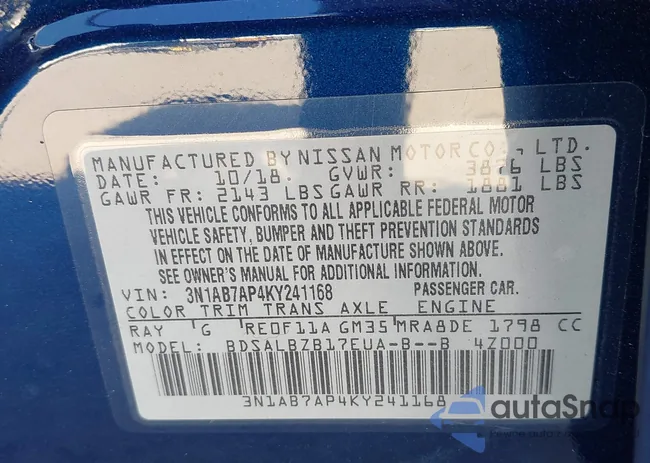 MANUFACTURED BY NISSAN MOTOR CO., LTD.
DATE: 10/18 GVWR: 3876 LBS
GAWR FR: 2143 LBS GAWR RR: 1881 LBS
THIS VEHICLE CONFORMS TO ALL APPLICABLE FEDERAL MOTOR
VEHICLE SAFETY, BUMPER AND THEFT PREVENTION STANDARDS
IN EFFECT ON THE DATE OF MANUFACTURE SHOWN ABOVE.
SEE OWNER'S MANUAL FOR ADDITIONAL INFORMATION.
VIN: 3N1AB7AP4KY241168 PASSENGER CAR.
COLOR TRIM TRANS AXLE ENGINE
RAY G RE0F11A GM35 MRA8DE 1798 CC
MODEL: BDSALBZB17EUA-B--B 4Z000
3N1AB7AP4KY241168
autoSnap